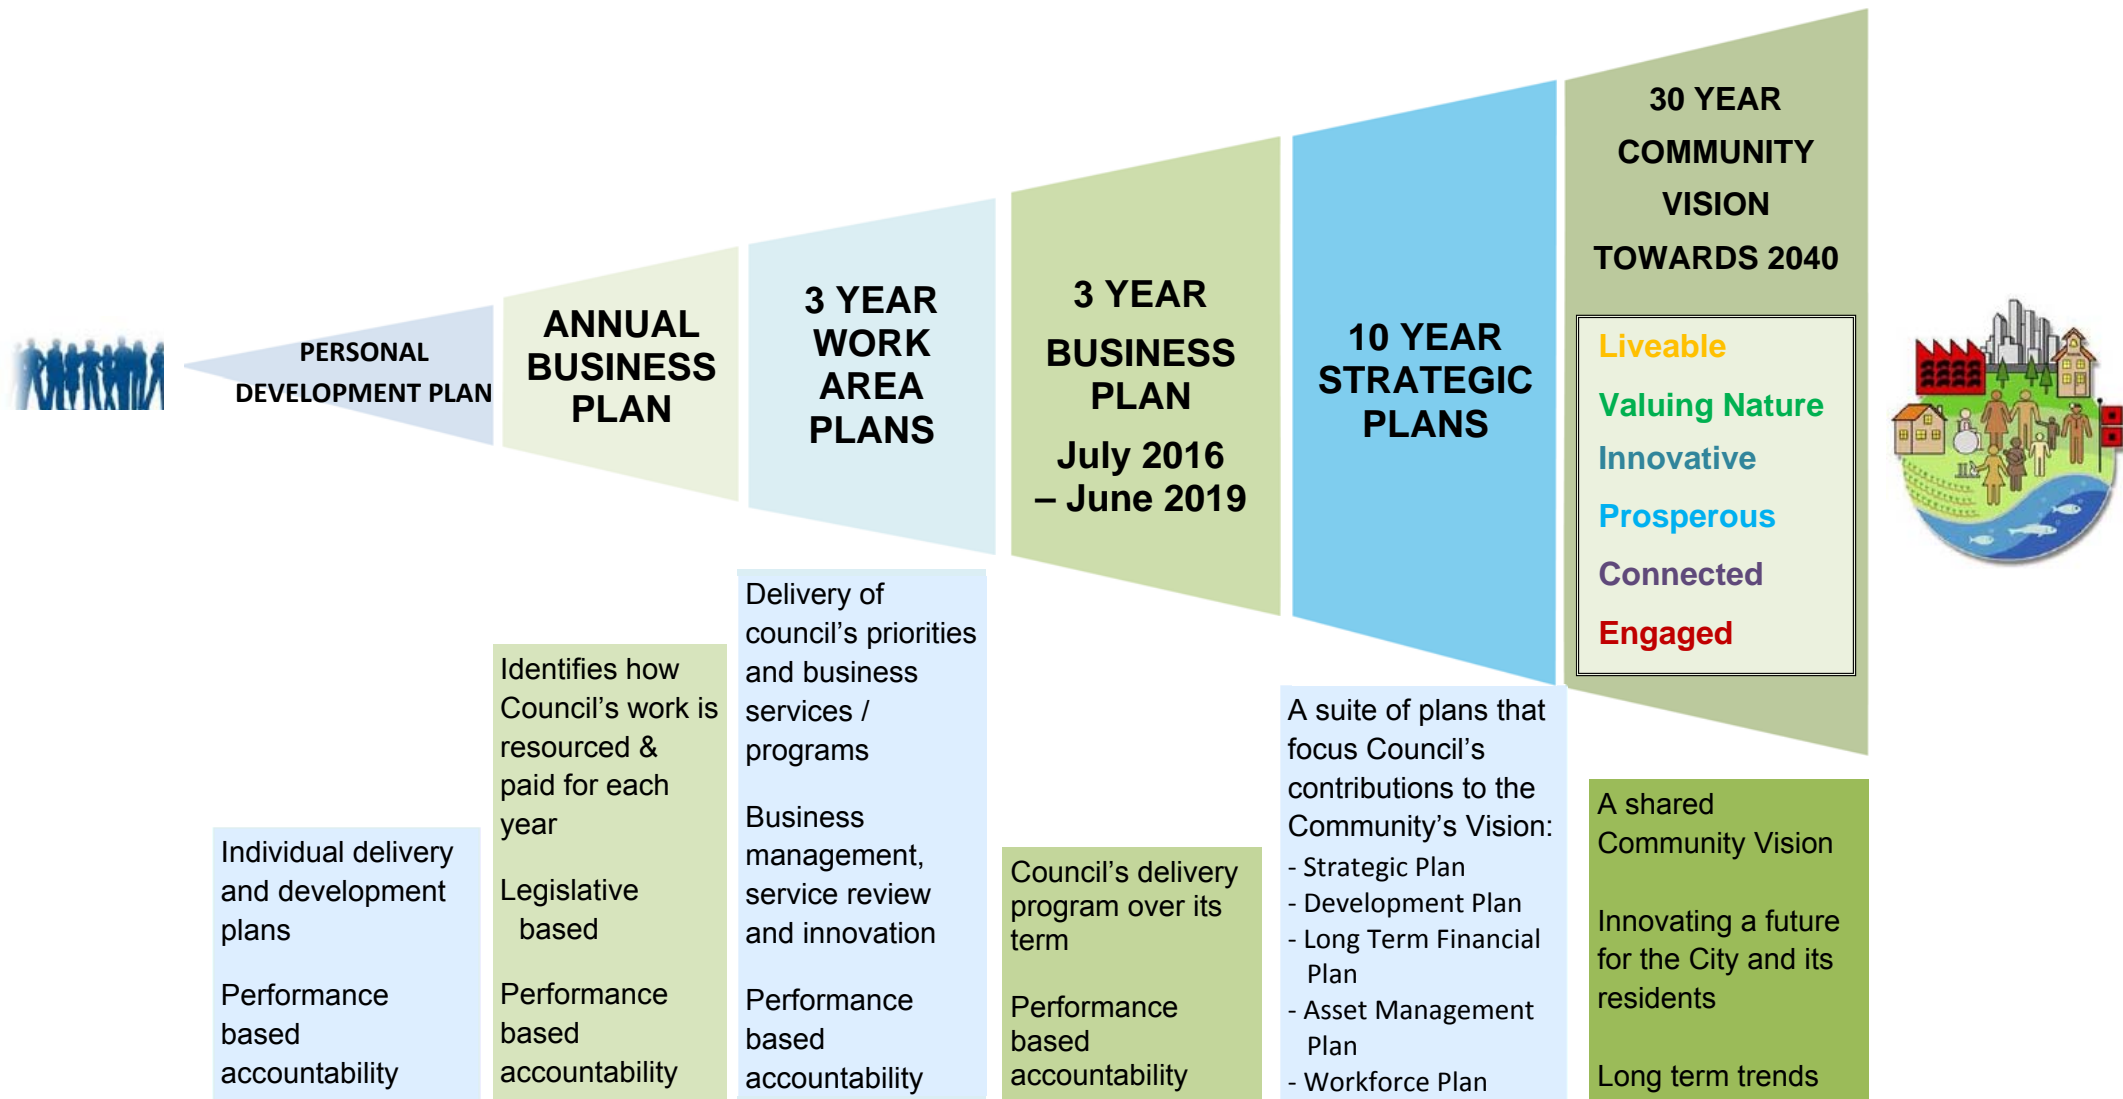 PERSONAL
DEVELOPMENT PLAN
ANNUAL
BUSINESS
PLAN
3 YEAR
WORK
AREA
PLANS
3 YEAR
BUSINESS
PLAN
July 2016
– June 2019
10 YEAR
STRATEGIC
PLANS
30 YEAR
COMMUNITY
VISION
TOWARDS 2040
Liveable
Valuing Nature
Innovative
Prosperous
Connected
Engaged
Individual delivery
and development
plans
Performance
based
accountability
Identifies how
Council’s work is
resourced &
paid for each
year
Legislative
based
Performance
based
accountability
Delivery of
council’s priorities
and business
services /
programs
Business
management,
service review
and innovation
Performance
based
accountability
Council’s delivery
program over its
term
Performance
based
accountability
A suite of plans that
focus Council’s
contributions to the
Community’s Vision:
- Strategic Plan
- Development Plan
- Long Term Financial
Plan
- Asset Management
Plan
- Workforce Plan
A shared
Community Vision
Innovating a future
for the City and its
residents
Long term trends